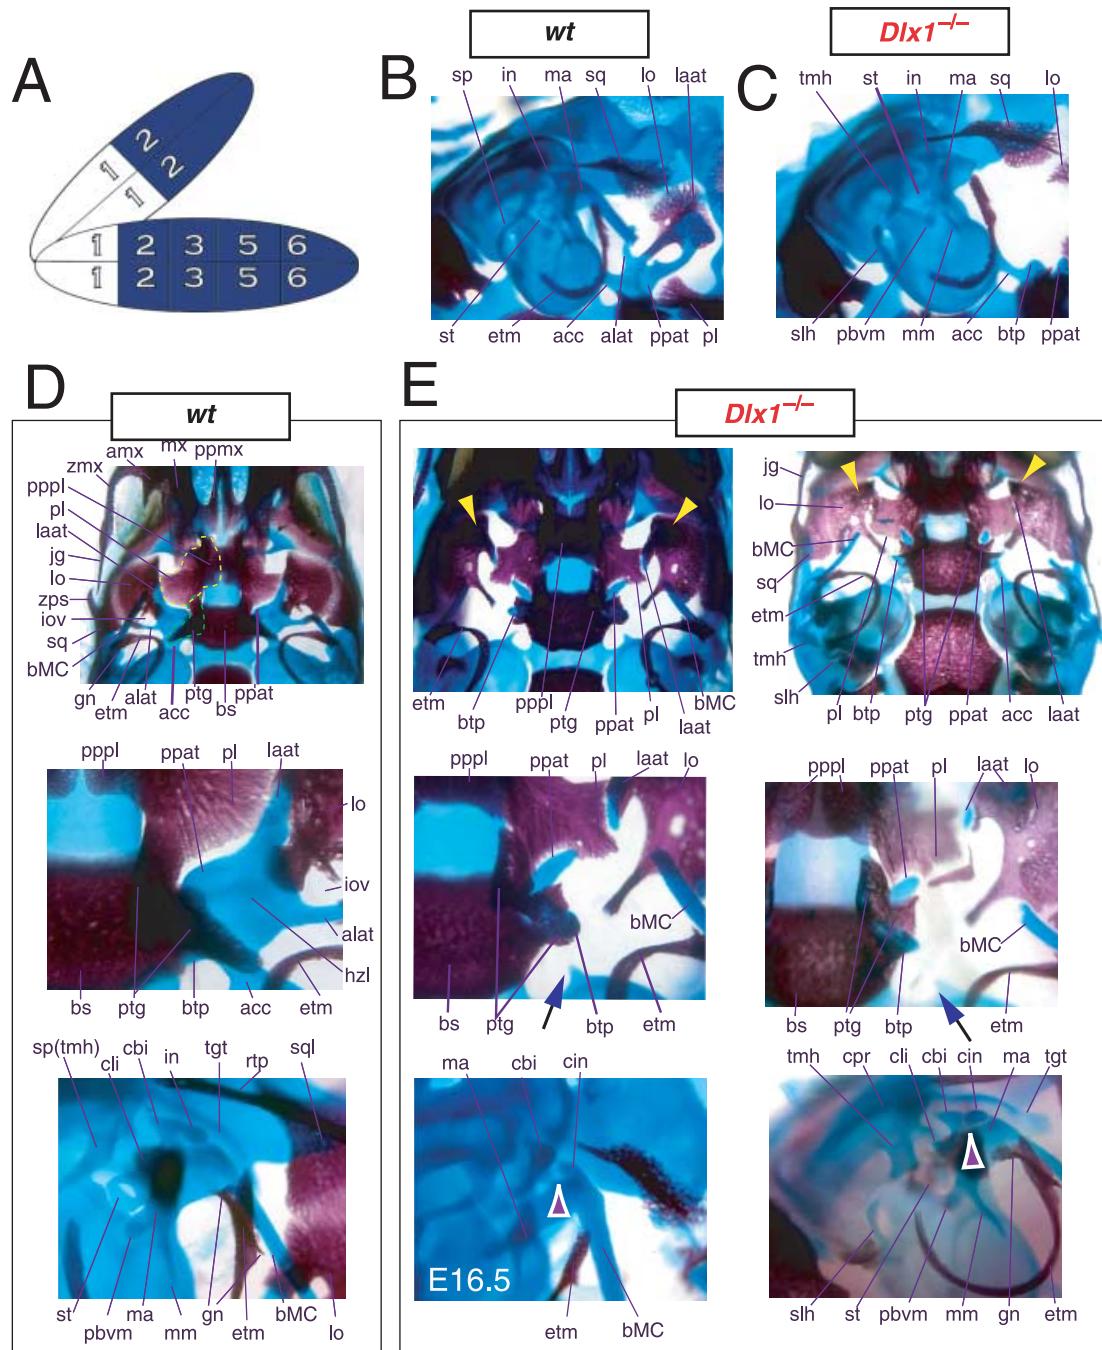 A
2
2
1
1
1 2 3 5 6
1 2 3 5 6
wt
B
sp in ma sq lo laat
st etm acc alat ppat pl
Dlx1−/−
C
tmh st in ma sq lo
slh pbvm mm acc btp ppat
D
wt
zmx amx mx ppmx
pppl
pl
laat
jg
lo
zps
iov
sq
bMC
gn etm alat acc ptg bs ppat
pppl ppat pl laat
lo
iov
alat
hzl
bs ptg btp acc etm
sp(tmh) cli cbi in tgt rtp sql
st pbvm ma mm gn etm bMC lo
E
Dlx1−/−
etm btp pppl ptg ppat pl laat bMC
jg
lo
bMC
sq
etm
tmh
slh
pl btp ptg ppat acc laat
pppl ppat pl laat lo
bMC
bs ptg btp etm
pppl ppat pl laat lo
bMC
bs ptg btp etm
ma cbi cin
E16.5
etm bMC
tmh cpr cli cbi cin ma tgt
slh st pbvm mm gn etm